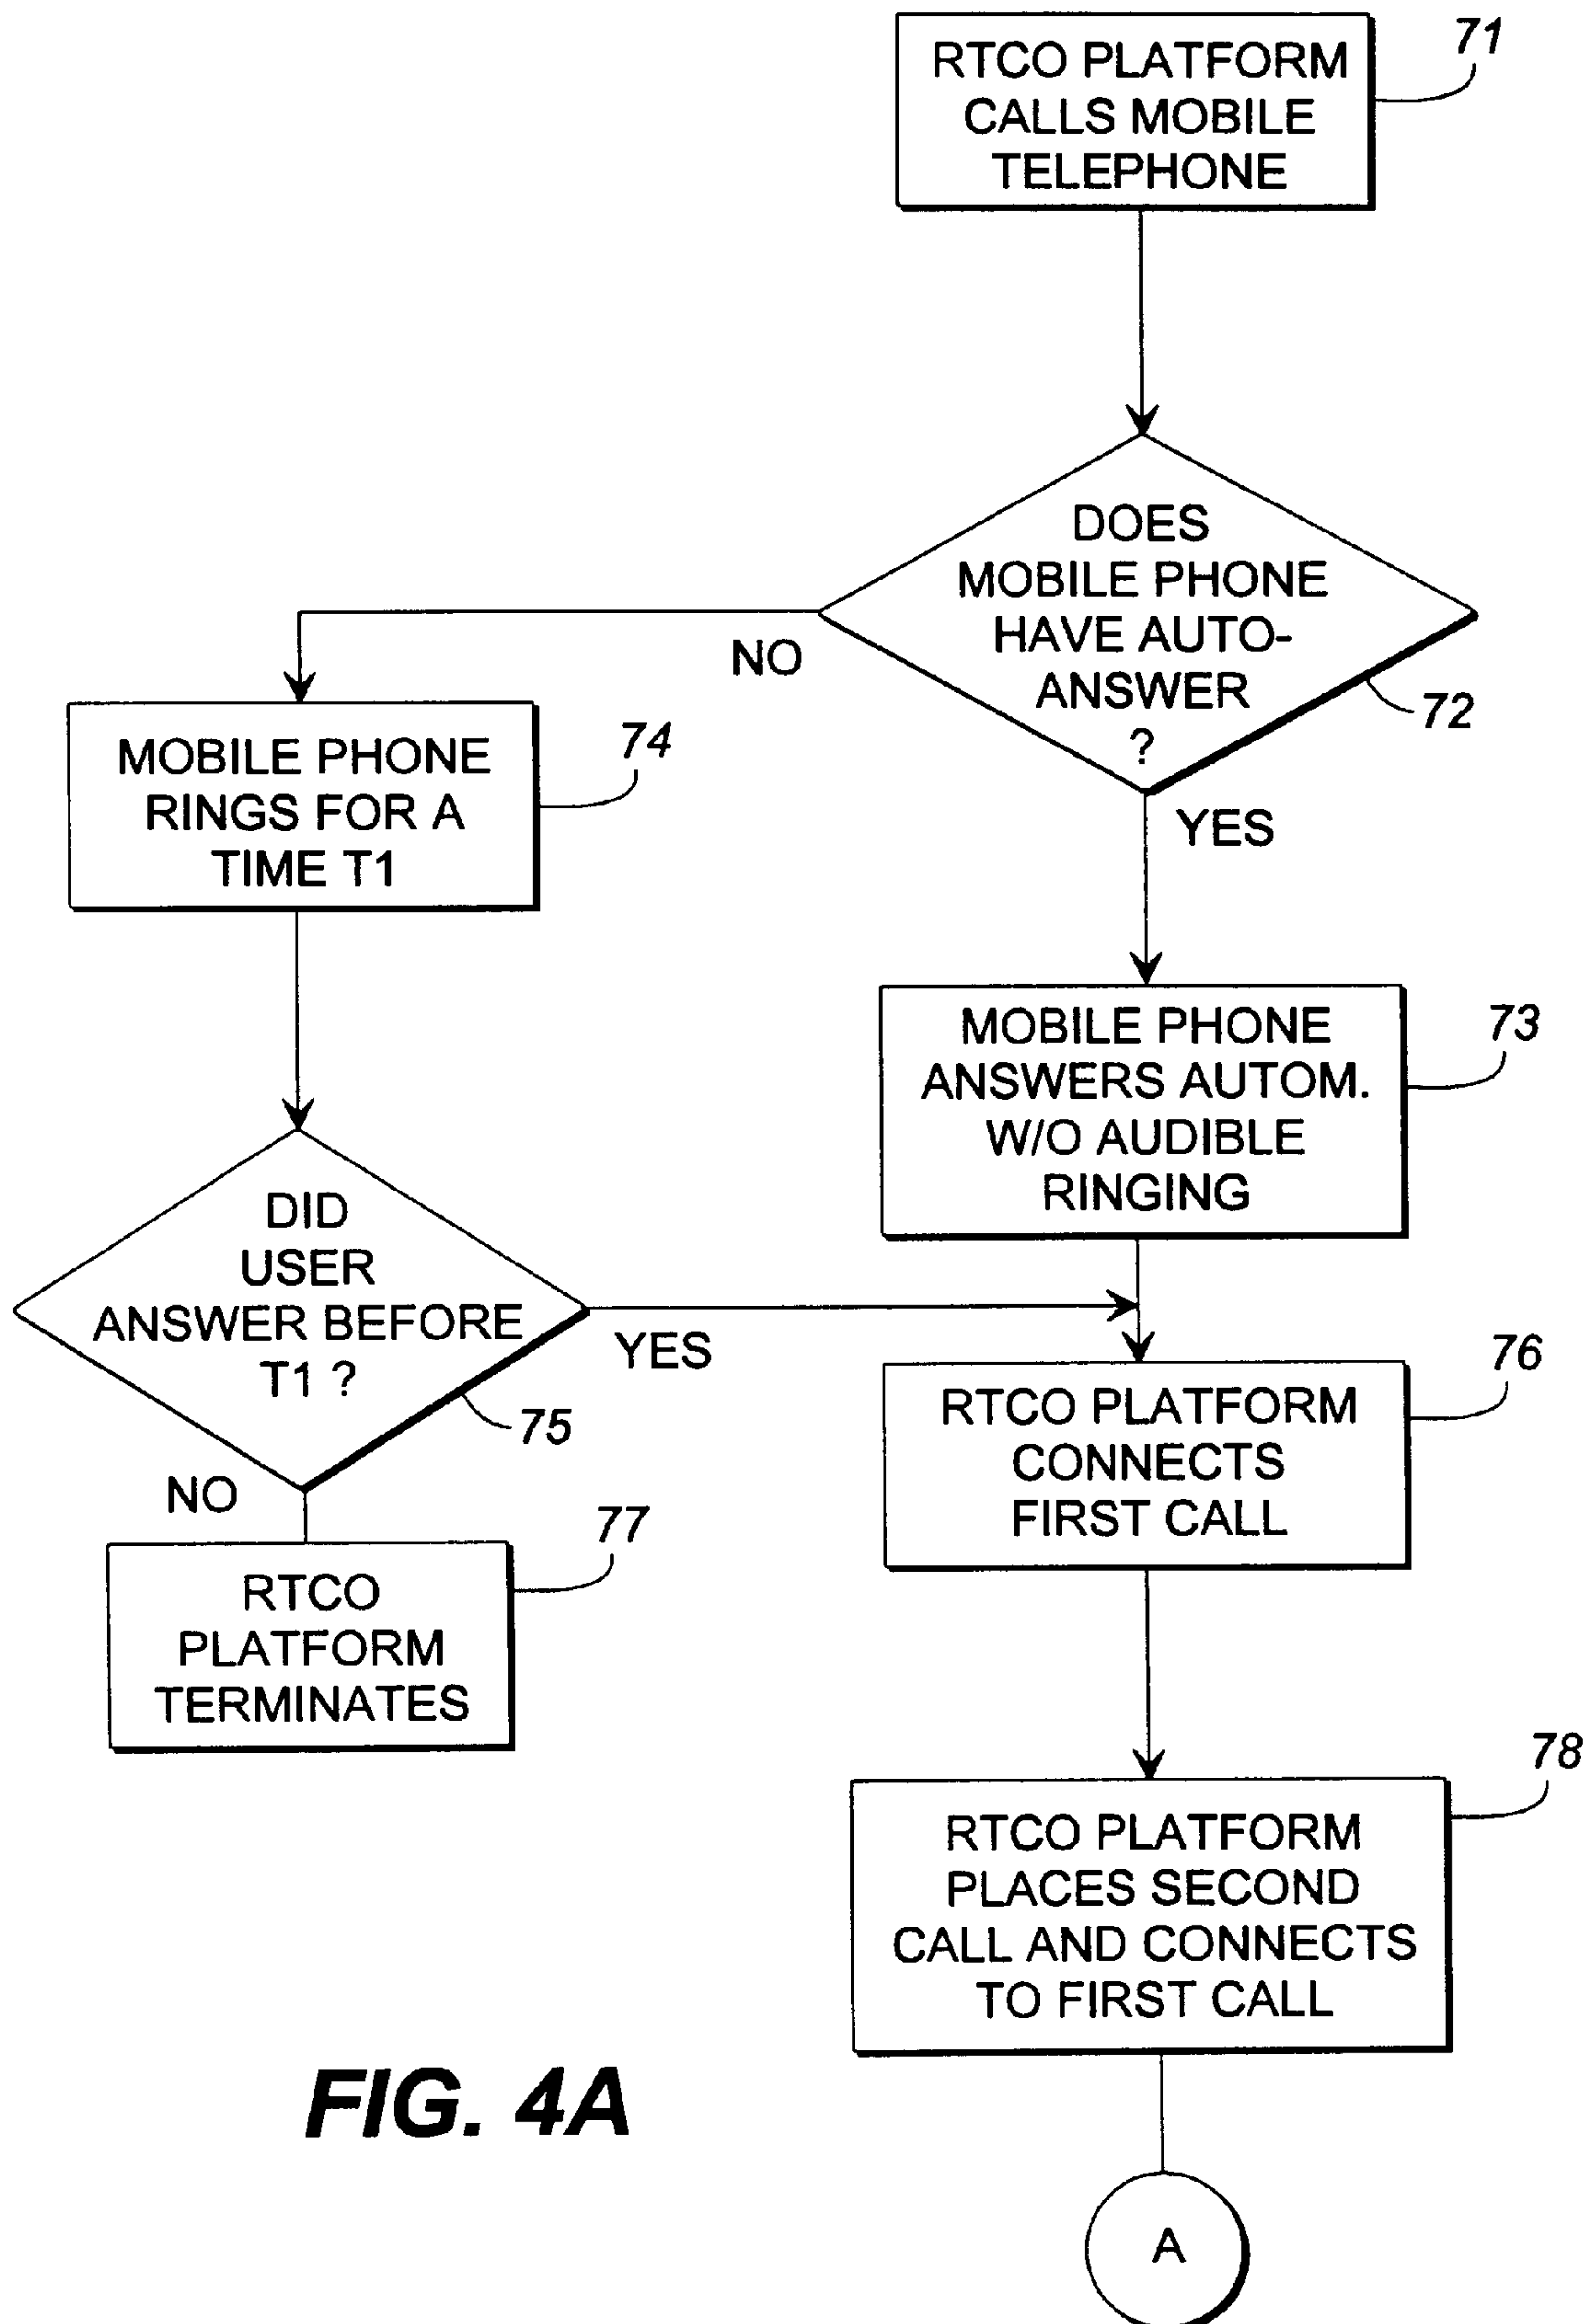 71
RTCO PLATFORM
CALLS MOBILE
TELEPHONE
DOES
MOBILE PHONE
HAVE AUTO-
ANSWER
?
72
NO
YES
74
MOBILE PHONE
RINGS FOR A
TIME T1
73
MOBILE PHONE
ANSWERS AUTOM.
W/O AUDIBLE
RINGING
DID
USER
ANSWER BEFORE
T1 ?
75
YES
NO
76
RTCO PLATFORM
CONNECTS
FIRST CALL
77
RTCO
PLATFORM
TERMINATES
78
RTCO PLATFORM
PLACES SECOND
CALL AND CONNECTS
TO FIRST CALL
FIG. 4A
A